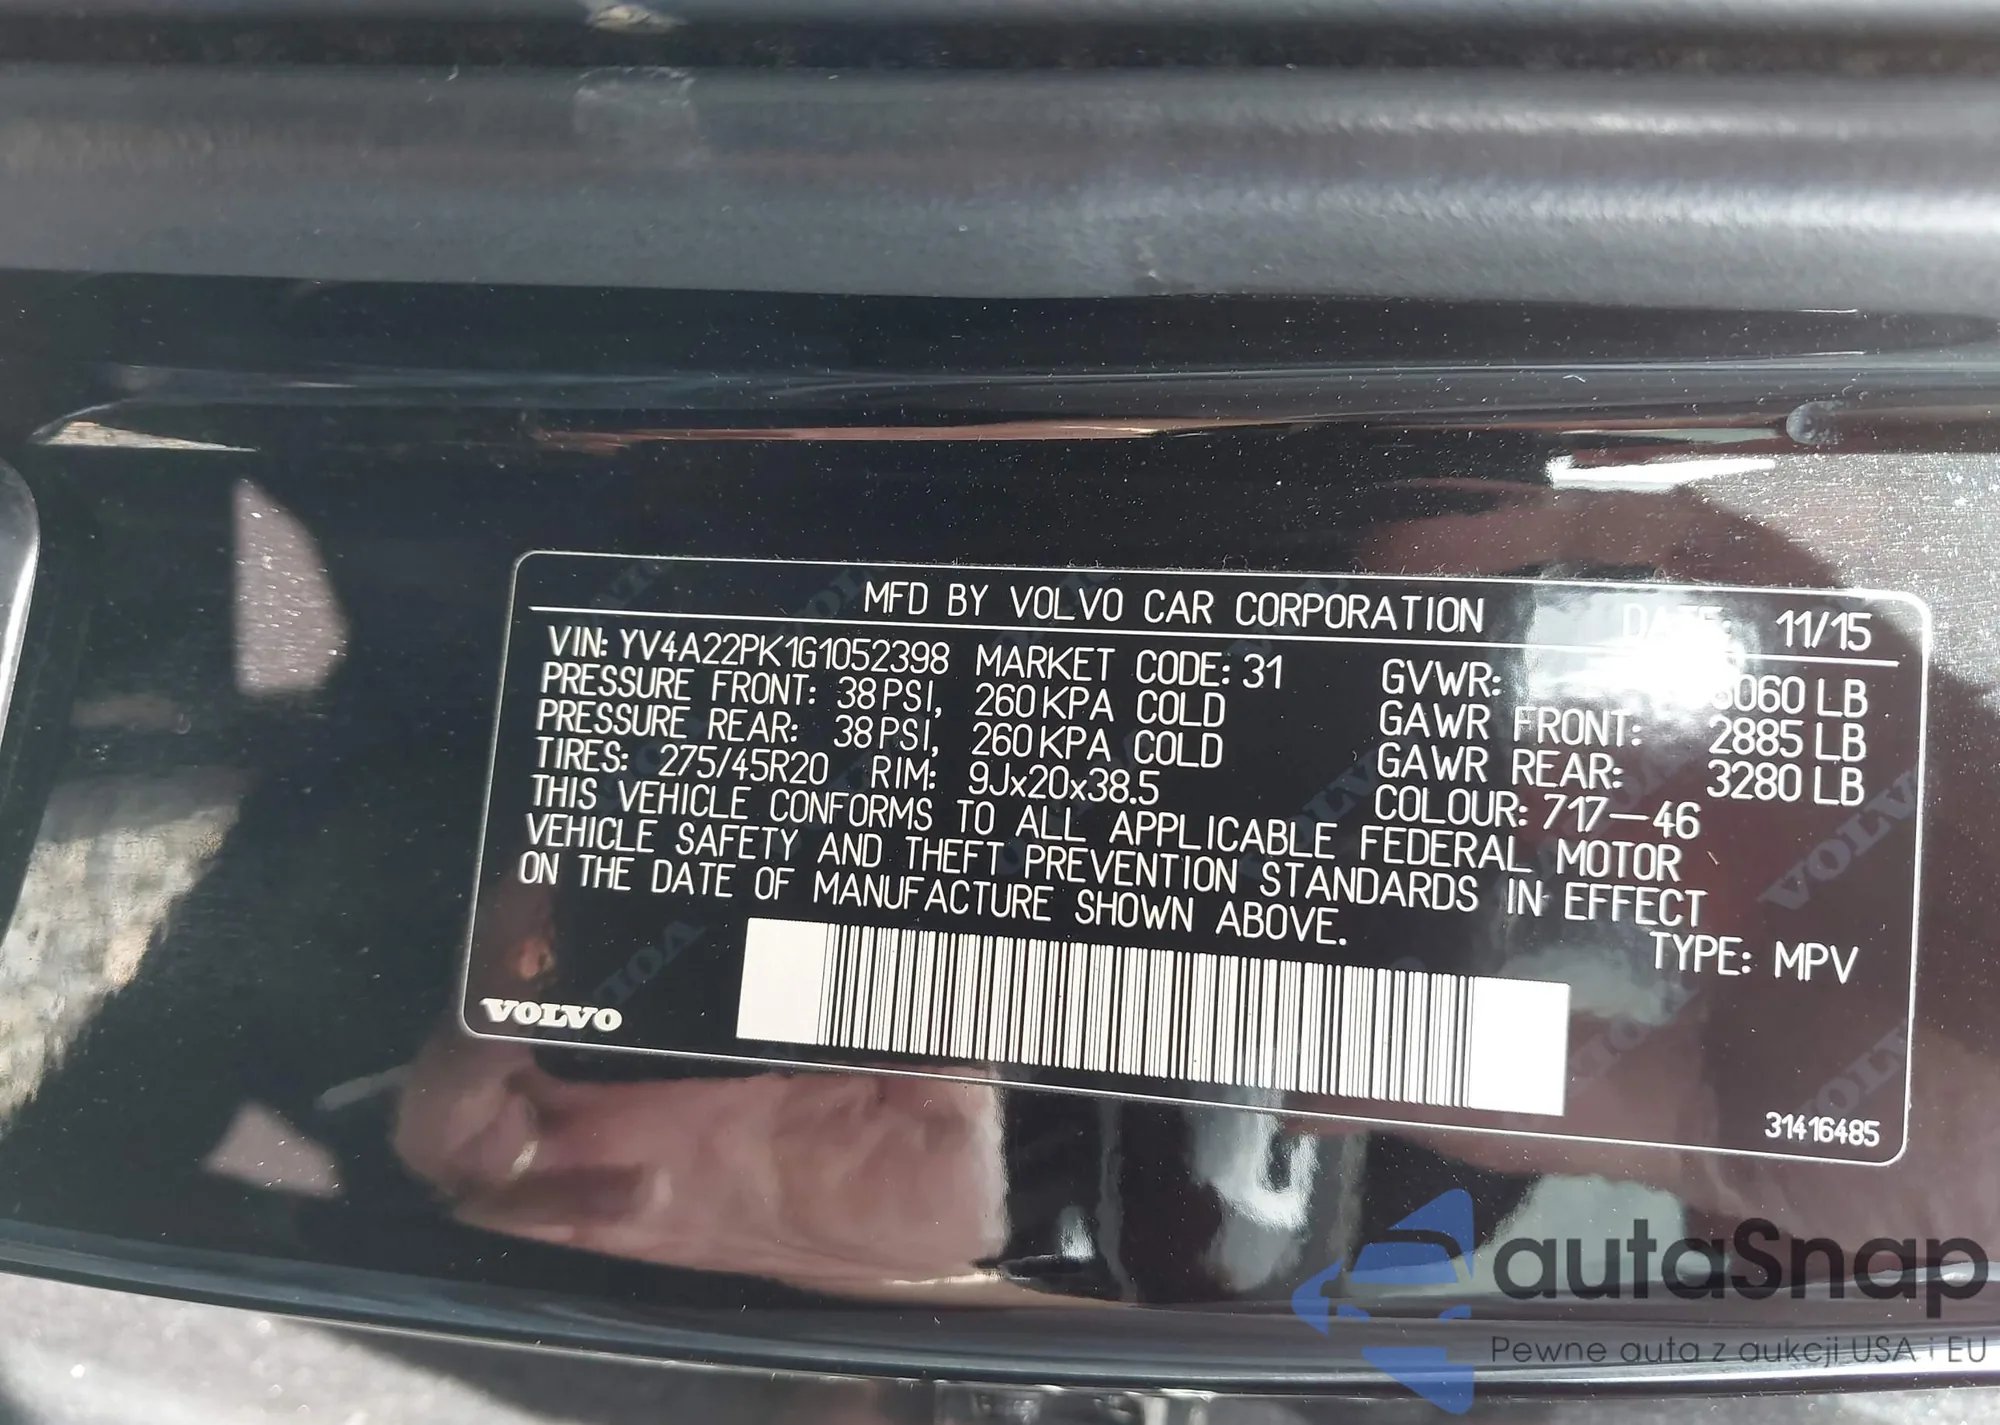 MFD BY VOLVO CAR CORPORATION DATE: 11/15
VIN: YV4A22PK1G1052398 MARKET CODE: 31 GVWR: 6060 LB
PRESSURE FRONT: 38 PSI, 260 KPA COLD GAWR FRONT: 2885 LB
PRESSURE REAR: 38 PSI, 260 KPA COLD GAWR REAR: 3280 LB
TIRES: 275/45R20 RIM: 9Jx20x38.5 COLOUR: 717-46
THIS VEHICLE CONFORMS TO ALL APPLICABLE FEDERAL MOTOR
VEHICLE SAFETY AND THEFT PREVENTION STANDARDS IN EFFECT
ON THE DATE OF MANUFACTURE SHOWN ABOVE.
TYPE: MPV
VOLVO
31416485
autaSnap
Pewne auta z aukcji USA i EU